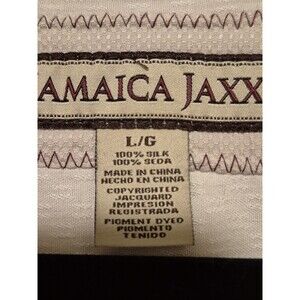 AMAICA JAXX
L/G
100% SILK
100% SEDA
MADE IN CHINA
HECHO EN CHINA
COPYRIGHTED
JACQUARD
IMPRESION
REGISTRADA
PIGMENT DYED
PIGMENTO
TENIDO